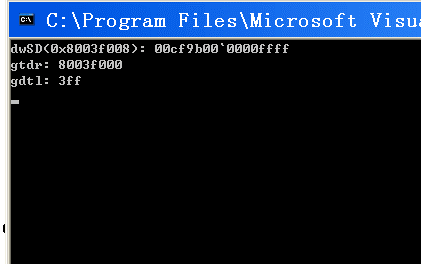 C:\Program Files\Microsoft Visua
dwSD(0x8003f008): 00cf9b00`0000ffff
gtdr: 8003f000
gdtl: 3ff